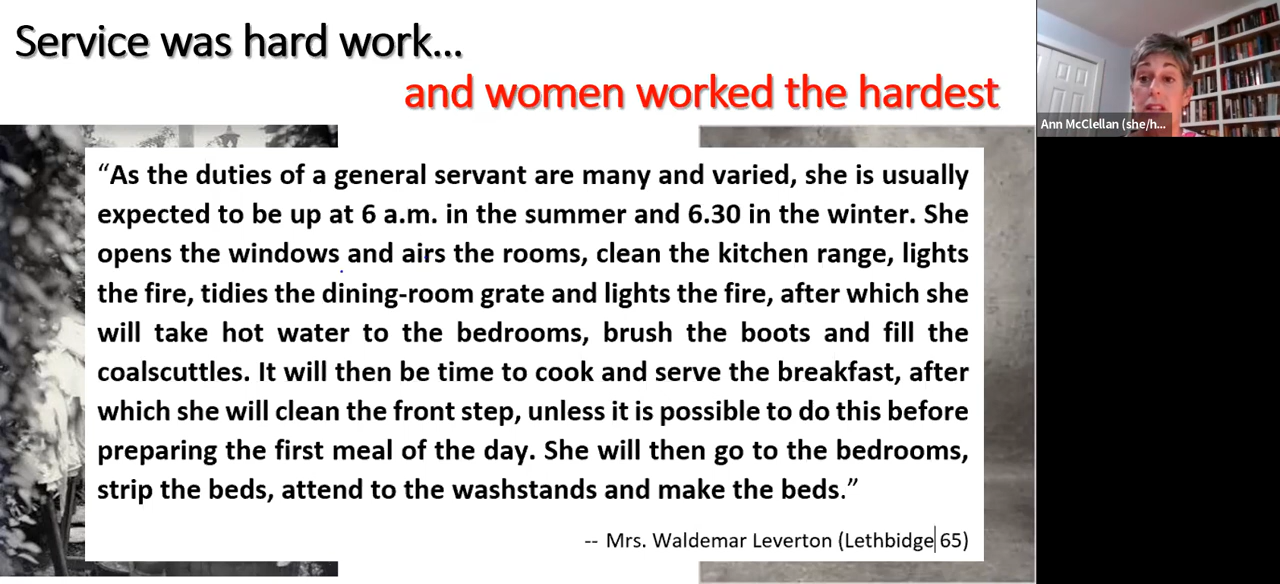 Service was hard work...
and women worked the hardest
Ann McClellan (she/h...
“As the duties of a general servant are many and varied, she is usually
expected to be up at 6 a.m. in the summer and 6.30 in the winter. She
opens the windows and airs the rooms, clean the kitchen range, lights
the fire, tidies the dining-room grate and lights the fire, after which she
will take hot water to the bedrooms, brush the boots and fill the
coalscuttles. It will then be time to cook and serve the breakfast, after
which she will clean the front step, unless it is possible to do this before
preparing the first meal of the day. She will then go to the bedrooms,
strip the beds, attend to the washstands and make the beds.”
-- Mrs. Waldemar Leverton (Lethbidge 65)